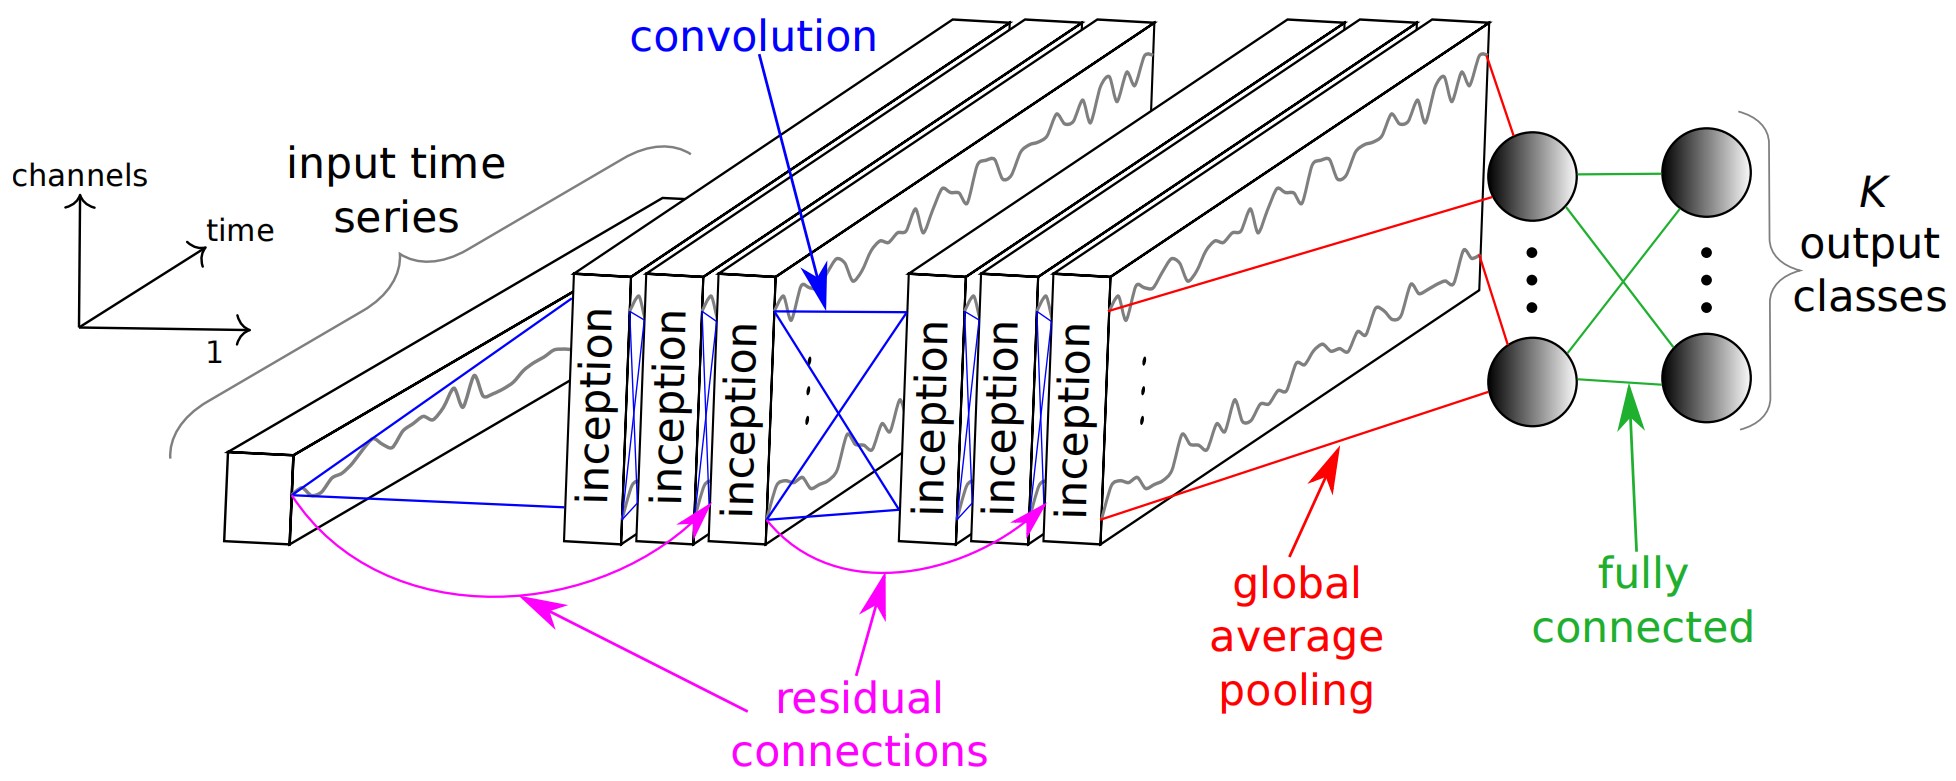 convolution
channels
time
1
input time
series
inception
inception
inception
inception
inception
inception
K
output
classes
residual
connections
global
average
pooling
fully
connected